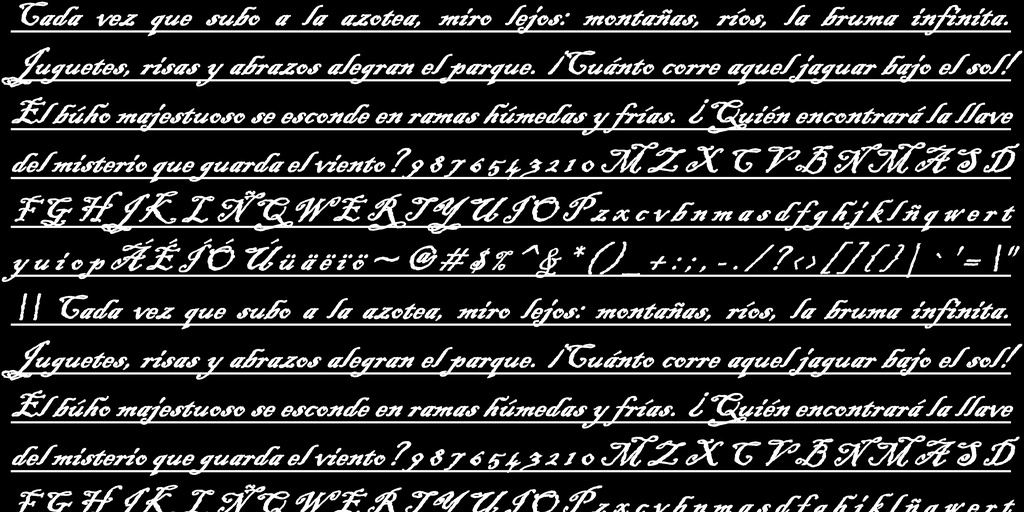 Cada vez que subo a la azotea, miro lejos: montañas, ríos, la bruma infinita.
Juguetes, risas y abrazos alegran el parque. ¡Cuánto corre aquel jaguar bajo el sol!
El búho majestuoso se esconde en ramas húmedas y frías. ¿Quién encontrará la llave
del misterio que guarda el viento? 9 8 7 6 5 4 3 2 1 0 M Z X C V B N M A S D
F G H J K L Ñ Q W E R T Y U I O P z x c v b n m a s d f g h j k l ñ q w e r t
y u i o p Á É Í Ó Ú ü ä ë ï ö ~ @ # $ % ^ & * ( ) _ + : ; , - . / ? < > [ ] { } | ` ' = \ "
| | Cada vez que subo a la azotea, miro lejos: montañas, ríos, la bruma infinita.
Juguetes, risas y abrazos alegran el parque. ¡Cuánto corre aquel jaguar bajo el sol!
El búho majestuoso se esconde en ramas húmedas y frías. ¿Quién encontrará la llave
del misterio que guarda el viento? 9 8 7 6 5 4 3 2 1 0 M Z X C V B N M A S D
F G H J K L Ñ Q W E R T Y U I O P z x c v b n m a s d f g h j k l ñ q w e r t